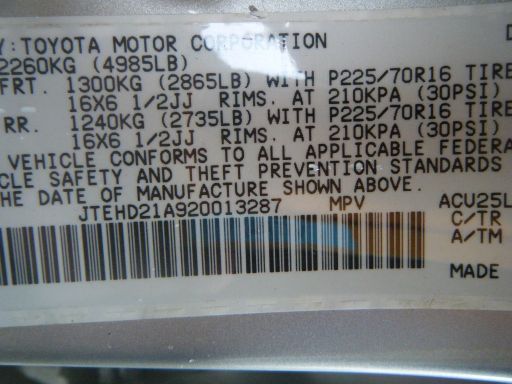 Y:TOYOTA MOTOR CORPORATION
2260KG (4985LB)
FRT. 1300KG (2865LB) WITH P225/70R16 TIRE
16X6 1/2JJ RIMS. AT 210KPA (30PSI)
RR. 1240KG (2735LB) WITH P225/70R16 TIRE
16X6 1/2JJ RIMS. AT 210KPA (30PSI)
VEHICLE CONFORMS TO ALL APPLICABLE FEDERA
CLE SAFETY AND THEFT PREVENTION STANDARDS
HE DATE OF MANUFACTURE SHOWN ABOVE.
JTEHD21A920013287 MPV ACU25L
C/TR
A/TM
MADE